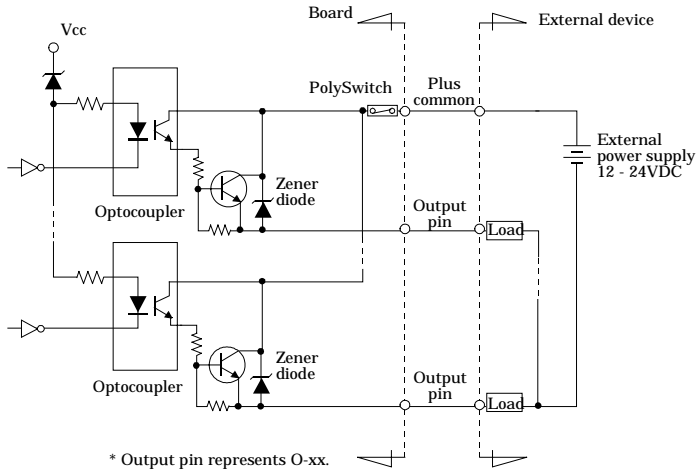 Board
External device
Vcc
PolySwitch
Plus
common
External
power supply
12 - 24VDC
Zener
diode
Optocoupler
Output
pin
Load
Zener
diode
Optocoupler
Output
pin
Load
* Output pin represents O-xx.